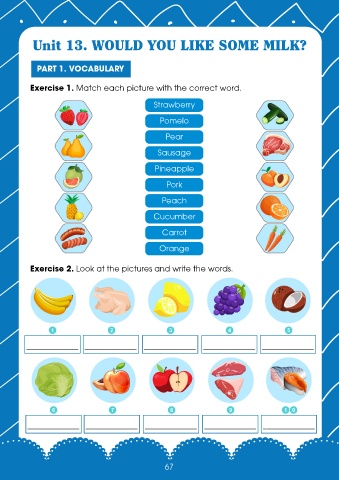 Unit 13. WOULD YOU LIKE SOME MILK?
PART 1. VOCABULARY
Exercise 1. Match each picture with the correct word.
Strawberry
Pomelo
Pear
Sausage
Pineapple
Pork
Peach
Cucumber
Carrot
Orange
Exercise 2. Look at the pictures and write the words.
1 2 3 4 5
6 7 8 9 10
67